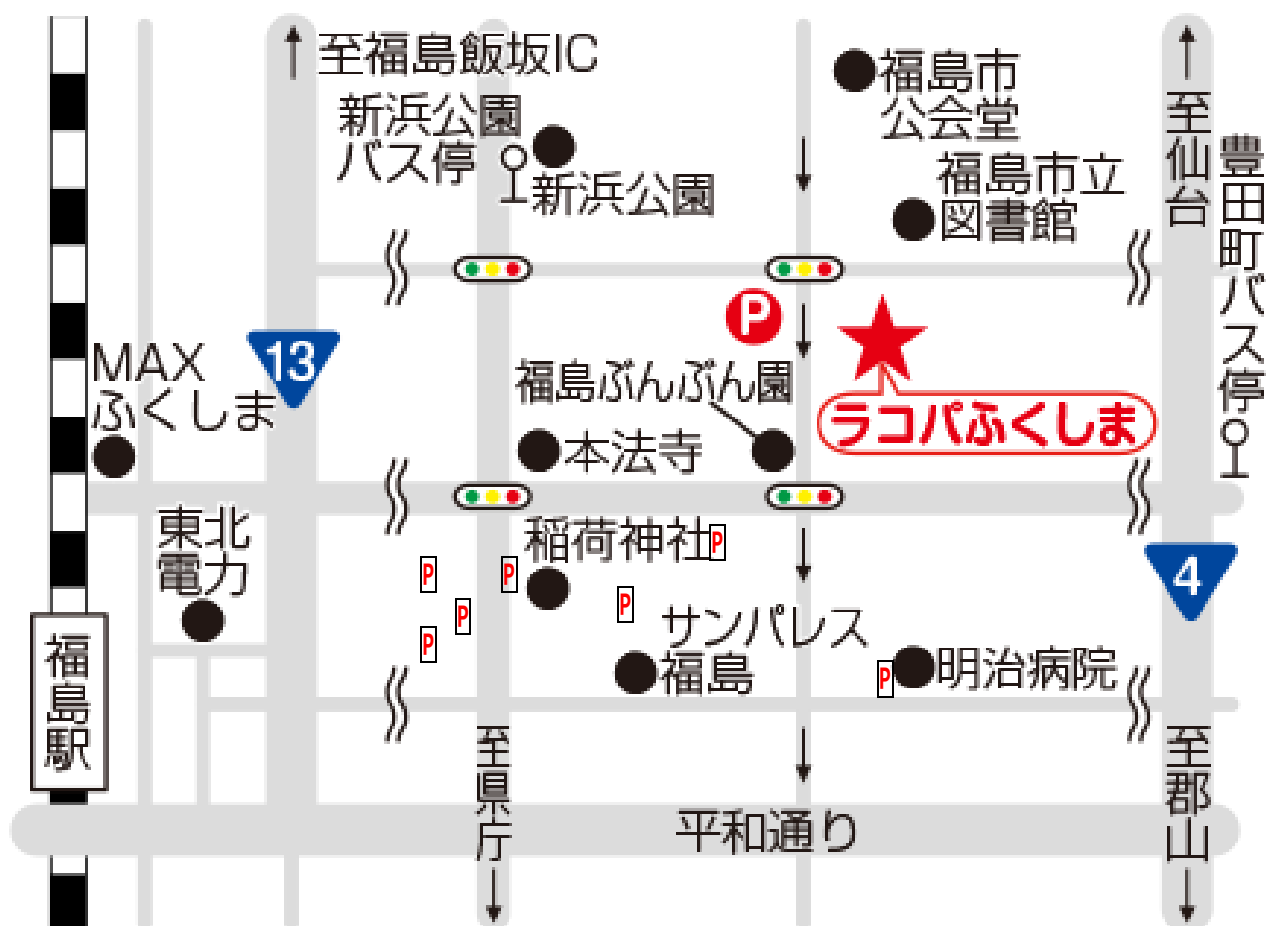 至福島飯坂IC
新浜公園
バス停
新浜公園
福島市
公会堂
福島市立
図書館
至仙台
豊田町バス停
P
13
MAX
ふくしま
福島ぶんぶん園
本法寺
ラコパふくしま
東北
電力
稲荷神社
P
P
P
P
P
P
サンパレス
福島
P
明治病院
4
福島駅
至県庁
平和通り
至郡山